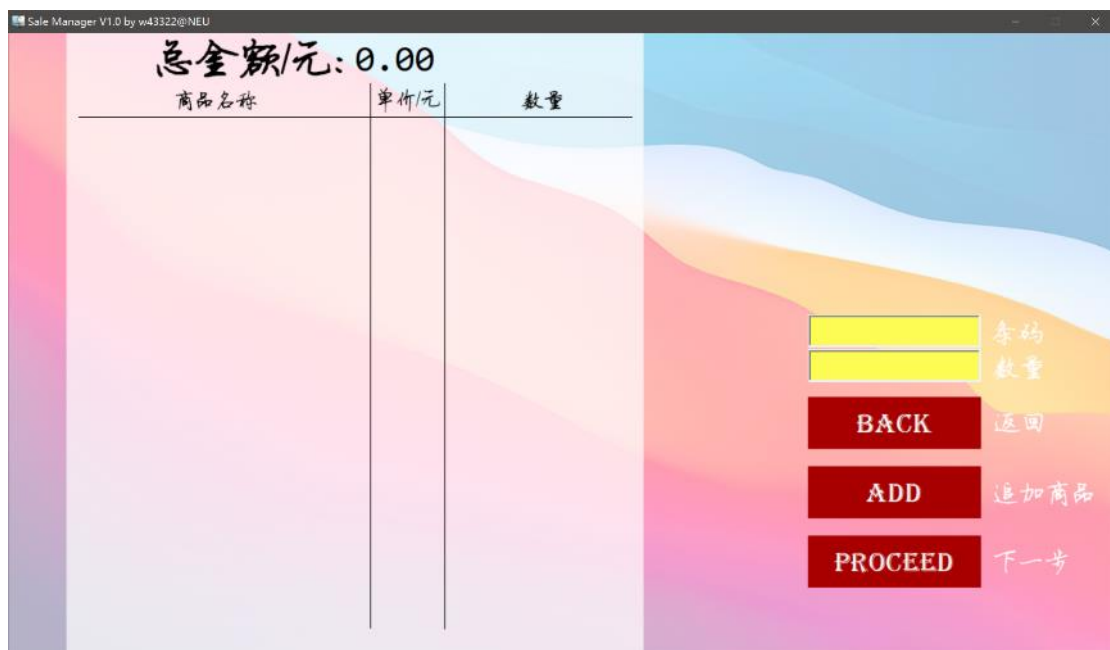 Sale Manager V1.0 by w43322@NEU
总金额/元: 0.00
商品名称 单价/元 数量
条码
数量
BACK 返回
ADD 追加商品
PROCEED 下一步